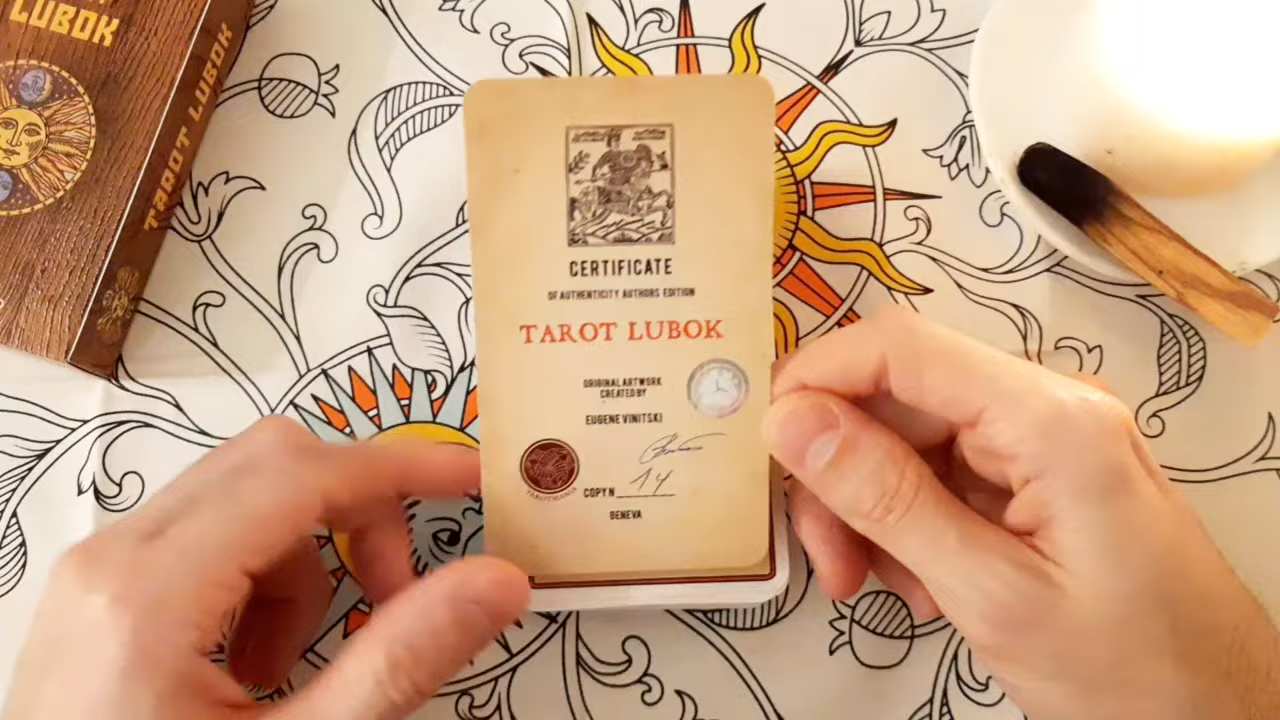 LUBOK
TAROT LUBOK
CERTIFICATE
OF AUTHENTICITY AUTHORS EDITION
TAROT LUBOK
ORIGINAL ARTWORK
CREATED BY
EUGENE VINITSKI
COPY N 14
GENEVA